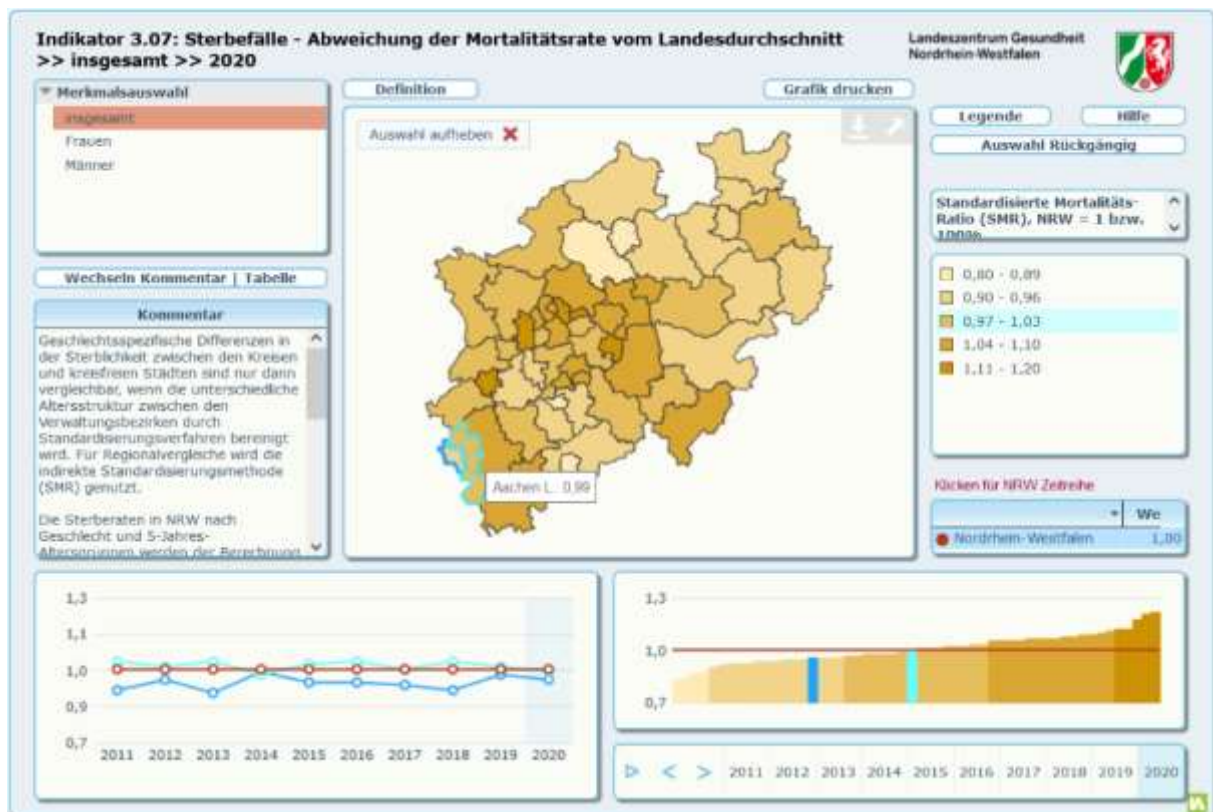 Indikator 3.07: Sterbefälle - Abweichung der Mortalitätsrate vom Landesdurchschnitt
>> insgesamt >> 2020
Landeszentrum Gesundheit
Nordrhein-Westfalen
Merkmalsauswahl
insgesamt
Frauen
Männer
Definition
Grafik drucken
Auswahl aufheben
Legende
Hilfe
Auswahl Rückgängig
Standardisierte Mortalitäts-
Ratio (SMR), NRW = 1 bzw.
100%
0,80 - 0,89
0,90 - 0,96
0,97 - 1,03
1,04 - 1,10
1,11 - 1,20
Wechseln Kommentar | Tabelle
Kommentar
Geschlechtsspezifische Differenzen in
der Sterblichkeit zwischen den Kreisen
und kreisfreien Städten sind nur dann
vergleichbar, wenn die unterschiedliche
Altersstruktur zwischen den
Verwaltungsbezirken durch
Standardisierungsverfahren bereinigt
wird. Für Regionalvergleiche wird die
indirekte Standardisierungsmethode
(SMR) genutzt.
Die Sterberaten in NRW nach
Geschlecht und 5-Jahres-
Altersgruppen werden der Berechnung
Aachen L. 0,99
Klicken für NRW Zeitreihe
We
Nordrhein-Westfalen 1,00
1,3
1,1
1,0
0,9
0,7
2011 2012 2013 2014 2015 2016 2017 2018 2019 2020
1,3
1,0
0,7
2011 2012 2013 2014 2015 2016 2017 2018 2019 2020